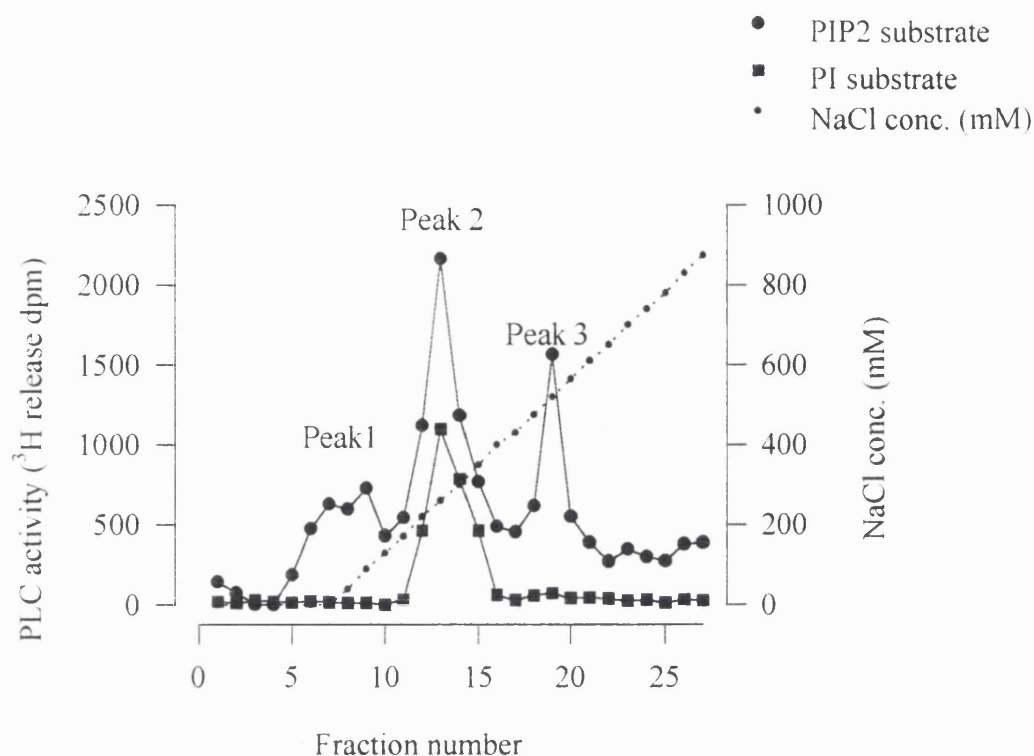 PIP2 substrate
PI substrate
NaCl conc. (mM)
2500
2000
1500
1000
500
0
PLC activity (³H release dpm)
Peak 2
Peak 3
Peak1
1000
800
600
400
200
0
NaCl conc. (mM)
0 5 10 15 20 25
Fraction number